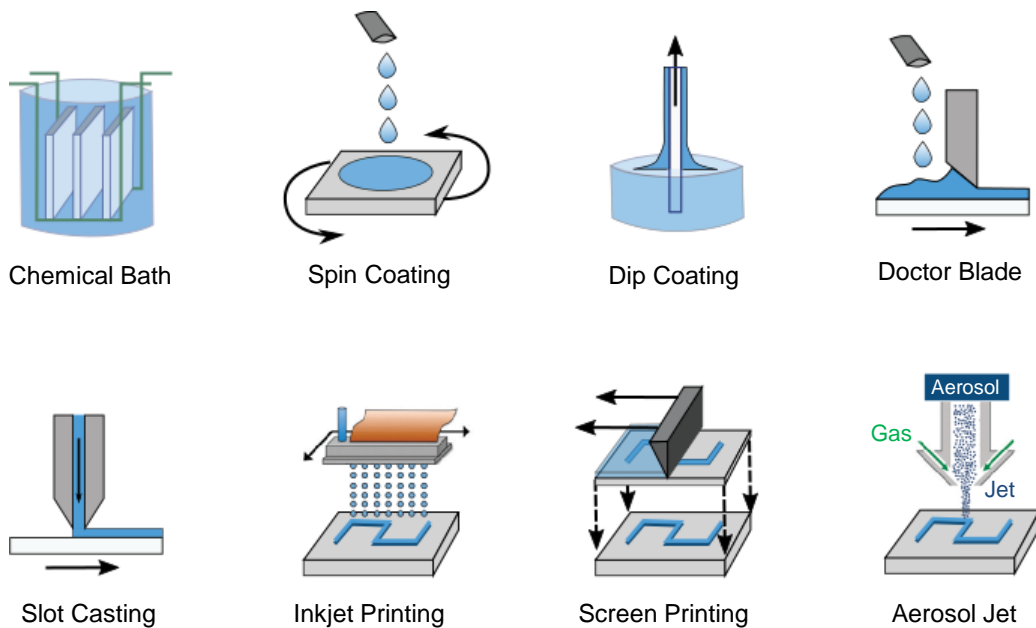 Chemical Bath
Spin Coating
Dip Coating
Doctor Blade
Aerosol
Gas
Jet
Slot Casting
Inkjet Printing
Screen Printing
Aerosol Jet